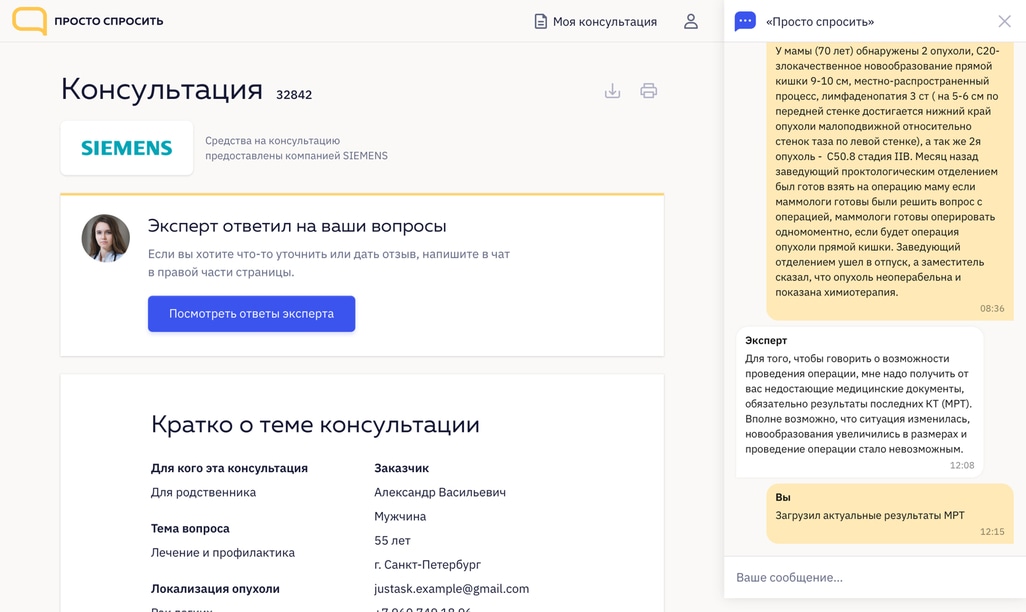 ПРОСТО СПРОСИТЬ
Моя консультация
Консультация 32842
SIEMENS
Средства на консультацию
предоставлены компанией SIEMENS
Эксперт ответил на ваши вопросы
Если вы хотите что-то уточнить или дать отзыв, напишите в чат
в правой части страницы.
Посмотреть ответы эксперта
Кратко о теме консультации
Для кого эта консультация
Для родственника
Тема вопроса
Лечение и профилактика
Локализация опухоли
Заказчик
Александр Васильевич
Мужчина
55 лет
г. Санкт-Петербург
justask.example@gmail.com
«Просто спросить»
У мамы (70 лет) обнаружены 2 опухоли, С20-
злокачественное новообразование прямой
кишки 9-10 см, местно-распространенный
процесс, лимфаденопатия 3 ст ( на 5-6 см по
передней стенке достигается нижний край
опухоли малоподвижной относительно
стенок таза по левой стенке), а так же 2я
опухоль - С50.8 стадия IIB. Месяц назад
заведующий проктологическим отделением
был готов взять на операцию маму если
маммологи готовы были решить вопрос с
операцией, маммологи готовы оперировать
одномоментно, если будет операция
опухоли прямой кишки. Заведующий
отделением ушел в отпуск, а заместитель
сказал, что опухоль неоперабельна и
показана химиотерапия.
08:36
Эксперт
Для того, чтобы говорить о возможности
проведения операции, мне надо получить от
вас недостающие медицинские документы,
обязательно результаты последних КТ (МРТ).
Вполне возможно, что ситуация изменилась,
новообразования увеличились в размерах и
проведение операции стало невозможным.
12:08
Вы
Загрузил актуальные результаты МРТ
12:15
Ваше сообщение...